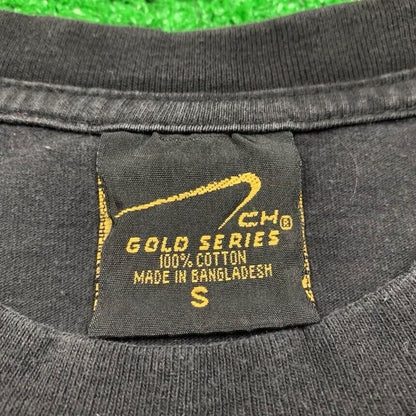 CH®
GOLD SERIES
100% COTTON
MADE IN BANGLADESH
S